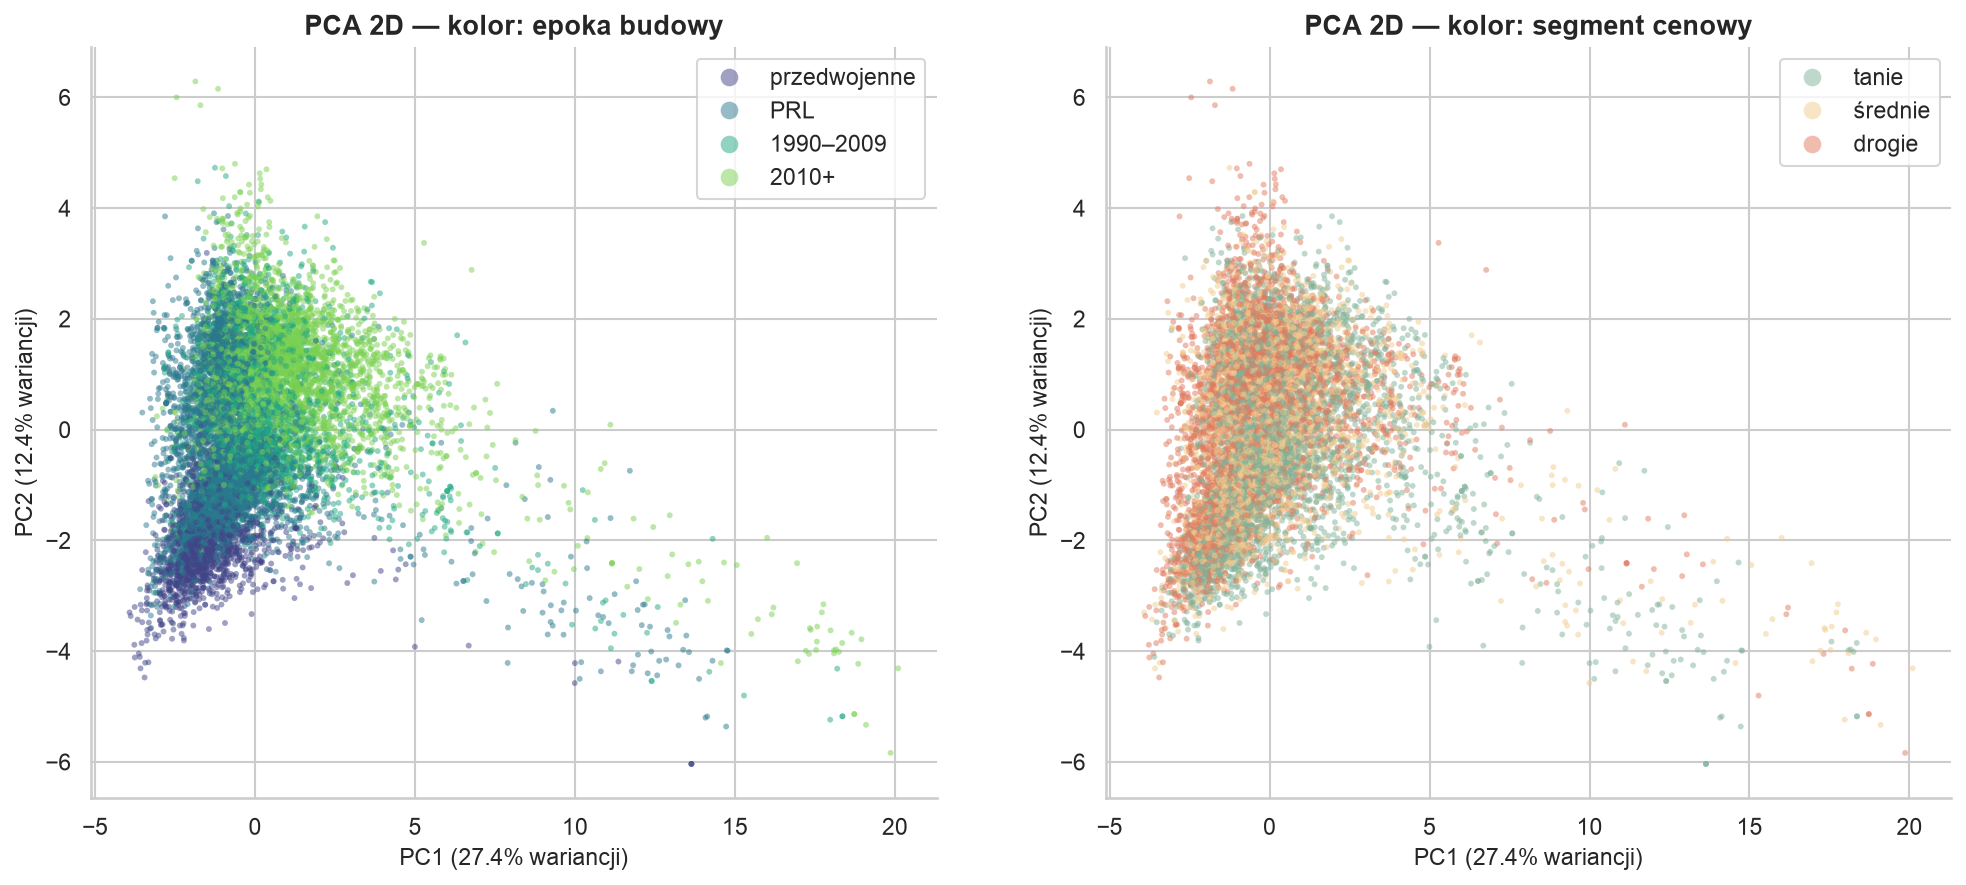 PCA 2D — kolor: epoka budowy
przedwojenne
PRL
1990–2009
2010+
6
4
2
0
−2
−4
−6
PC2 (12.4% wariancji)
−5
0
5
10
15
20
PC1 (27.4% wariancji)
PCA 2D — kolor: segment cenowy
tanie
średnie
drogie
6
4
2
0
−2
−4
−6
PC2 (12.4% wariancji)
−5
0
5
10
15
20
PC1 (27.4% wariancji)